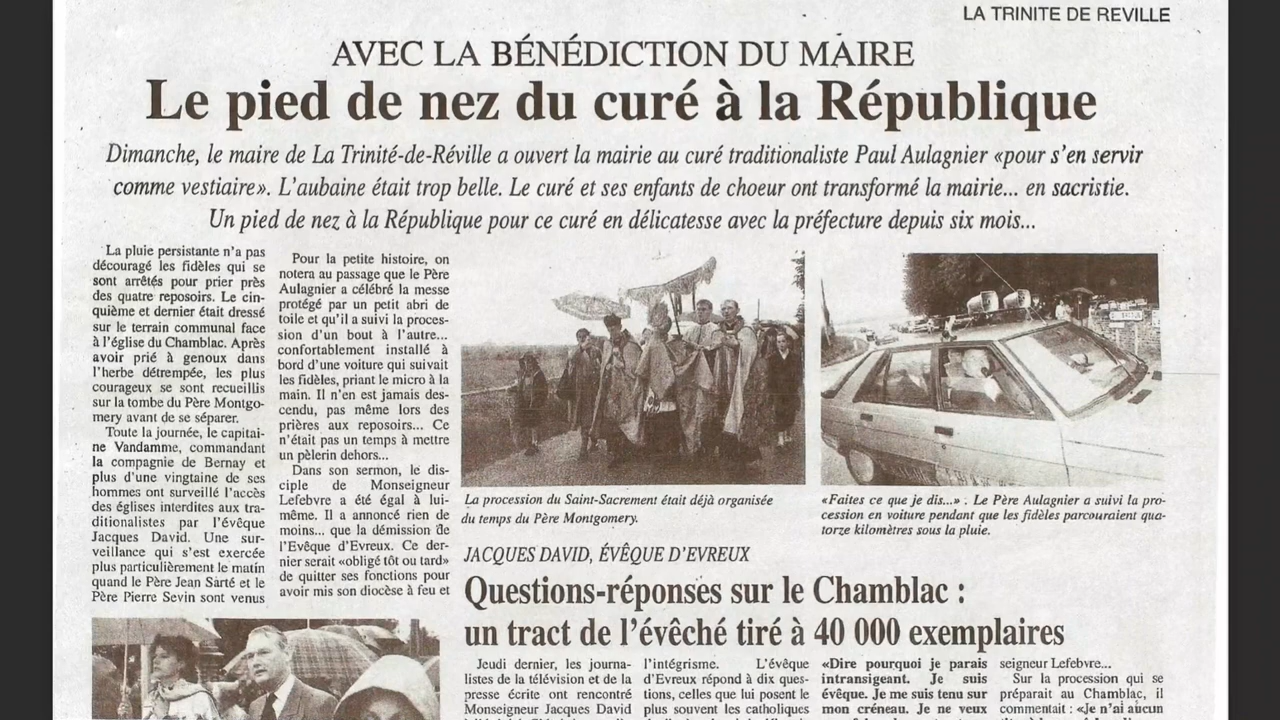 LA TRINITE DE REVILLE
AVEC LA BÉNÉDICTION DU MAIRE
Le pied de nez du curé à la République
Dimanche, le maire de La Trinité-de-Réville a ouvert la mairie au curé traditionaliste Paul Aulagnier «pour s'en servir
comme vestiaire». L'aubaine était trop belle. Le curé et ses enfants de choeur ont transformé la mairie... en sacristie.
Un pied de nez à la République pour ce curé en délicatesse avec la préfecture depuis six mois...
La pluie persistante n'a pas
découragé les fidèles qui se
sont arrêtés pour prier près
des quatre reposoirs. Le cin-
quième et dernier était dressé
sur le terrain communal face
à l'église du Chamblac. Après
avoir prié à genoux dans
l'herbe détrempée, les plus
courageux se sont recueillis
sur la tombe du Père Montgo-
mery avant de se séparer.
Toute la journée, le capitai-
ne Vandamme, commandant
la compagnie de Bernay et
plus d'une vingtaine de ses
hommes ont surveillé l'accès
des églises interdites aux tra-
ditionalistes par l'évêque
Jacques David. Une sur-
veillance qui s'est exercée
plus particulièrement le matin
quand le Père Jean Sarté et le
Père Pierre Sevin sont venus
Pour la petite histoire, on
notera au passage que le Père
Aulagnier a célébré la messe
protégé par un petit abri de
toile et qu'il a suivi la proces-
sion d'un bout à l'autre...
confortablement installé à
bord d'une voiture qui suivait
les fidèles, priant le micro à la
main. Il n'en est jamais des-
cendu, pas même lors des
prières aux reposoirs... Ce
n'était pas un temps à mettre
un pèlerin dehors...
Dans son sermon, le dis-
ciple de Monseigneur
Lefebvre a été égal à lui-
même. Il a annoncé rien de
moins... que la démission de
l'Evêque d'Evreux. Ce der-
nier serait «obligé tôt ou tard»
de quitter ses fonctions pour
avoir mis son diocèse à feu et
La procession du Saint-Sacrement était déjà organisée
du temps du Père Montgomery.
«Faites ce que je dis...» . Le Père Aulagnier a suivi la pro-
cession en voiture pendant que les fidèles parcouraient qua-
torze kilomètres sous la pluie.
JACQUES DAVID, ÉVÊQUE D'EVREUX
Questions-réponses sur le Chamblac :
un tract de l'évêché tiré à 40 000 exemplaires
Jeudi dernier, les journa-
listes de la télévision et de la
presse écrite ont rencontré
Monseigneur Jacques David
l'intégrisme. L'évêque
d'Evreux répond à dix ques-
tions, celles que lui posent le
plus souvent les catholiques
«Dire pourquoi je parais
intransigeant. Je suis
évêque. Je me suis tenu sur
mon créneau. Je ne veux
seigneur Lefebvre...
Sur la procession qui se
préparait au Chamblac, il
commentait : «Je n'ai aucun